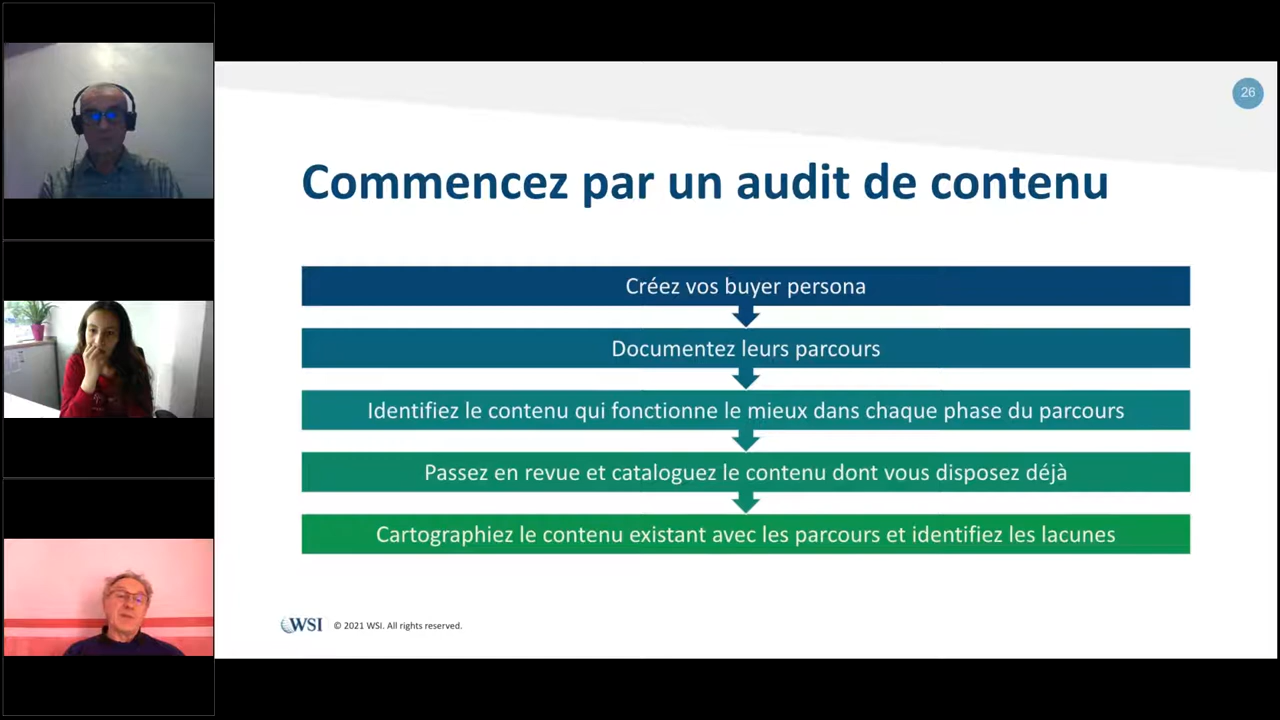 26
Commencez par un audit de contenu
Créez vos buyer persona
Documentez leurs parcours
Identifiez le contenu qui fonctionne le mieux dans chaque phase du parcours
Passez en revue et cataloguez le contenu dont vous disposez déjà
Cartographiez le contenu existant avec les parcours et identifiez les lacunes
WSI © 2021 WSI. All rights reserved.